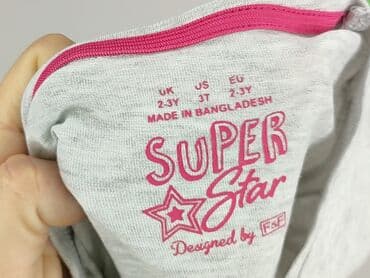 UK US EU
2-3Y 3T 2-3Y
MADE IN BANGLADESH
SUPER
Star
Designed by F&F